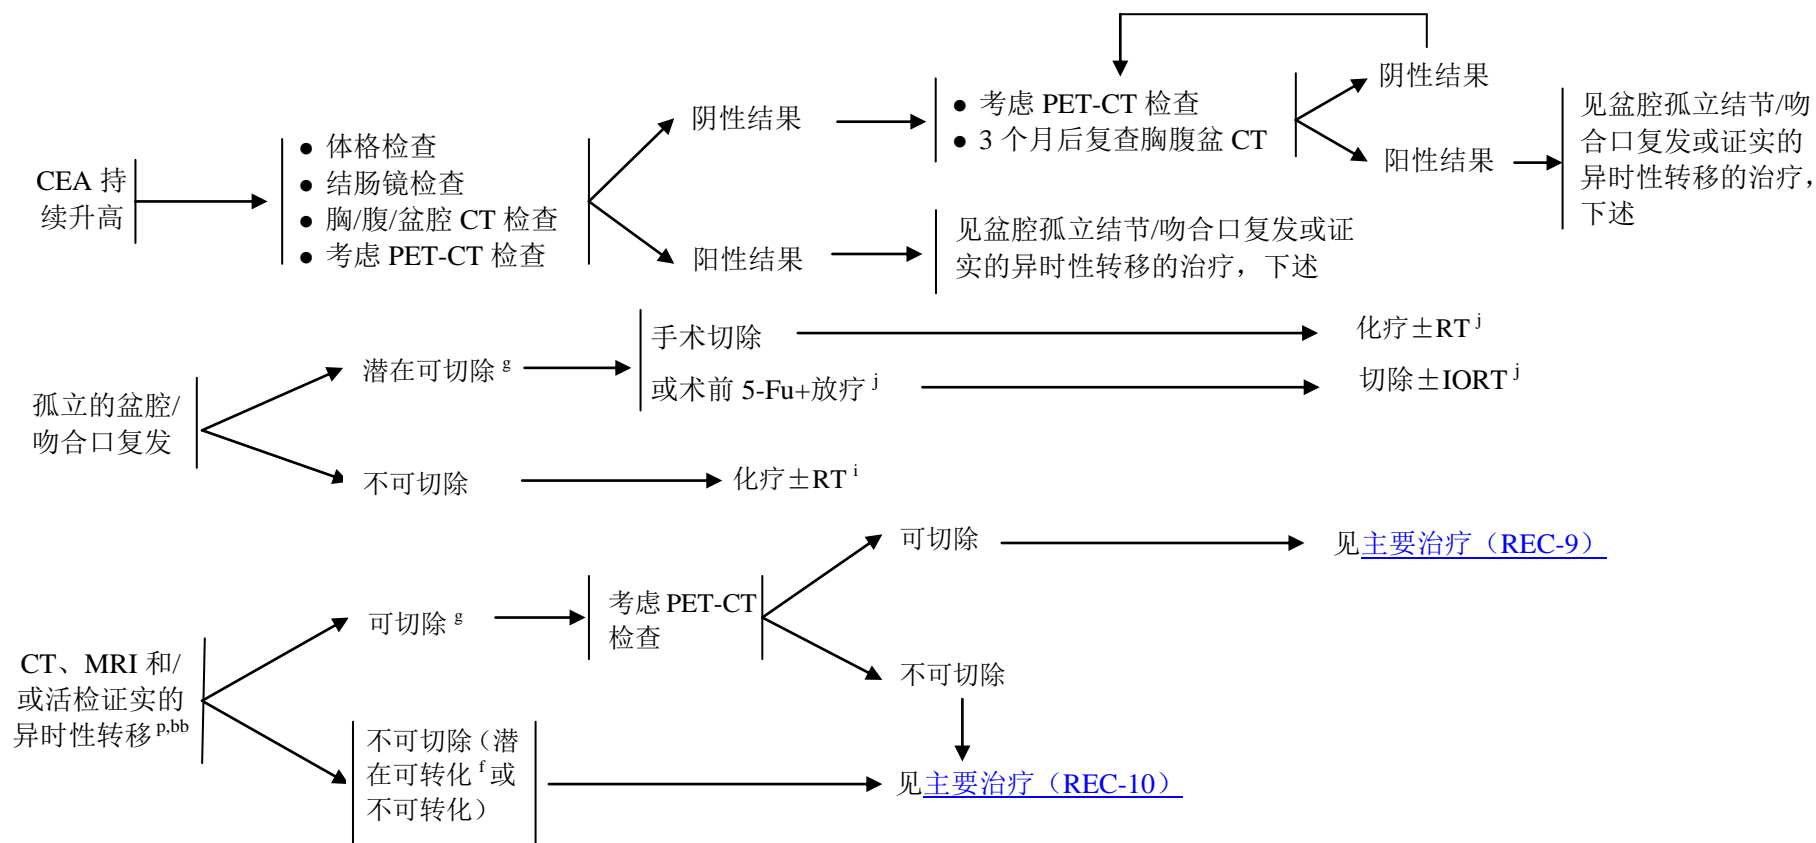 CEA 持
续升高
● 体格检查
● 结肠镜检查
● 胸/腹/盆腔 CT 检查
● 考虑 PET-CT 检查
阴性结果
● 考虑 PET-CT 检查
● 3 个月后复查胸腹盆 CT
阴性结果
阳性结果
见盆腔孤立结节/吻
合口复发或证实的
异时性转移的治疗，
下述
阳性结果
见盆腔孤立结节/吻合口复发或证
实的异时性转移的治疗，下述
孤立的盆腔/
吻合口复发
潜在可切除 g
手术切除
化疗±RT j
或术前 5-Fu+放疗 j
切除±IORT j
不可切除
化疗±RT i
CT、MRI 和/
或活检证实的
异时性转移 p,bb
可切除 g
考虑 PET-CT
检查
可切除
见主要治疗（REC-9）
不可切除
不可切除（潜
在可转化 f 或
不可转化）
见主要治疗（REC-10）